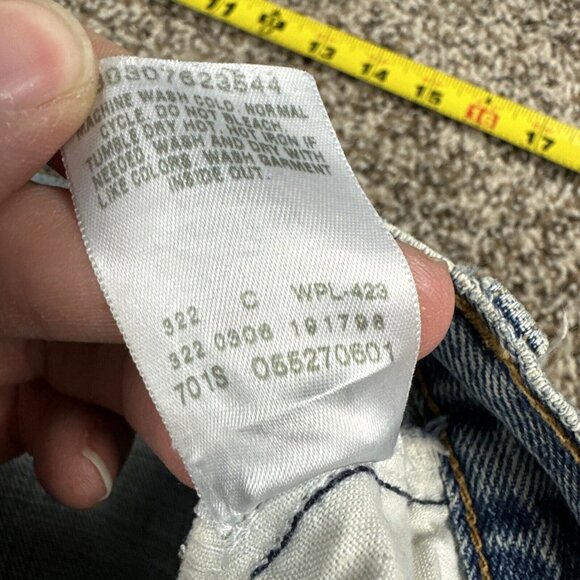 00307623544
MACHINE WASH COLD, NORMAL
CYCLE. DO NOT BLEACH.
TUMBLE DRY HOT. HOT IRON IF
NEEDED. WASH AND DRY WITH
LIKE COLORS. WASH GARMENT
INSIDE OUT.
322 C WPL-423
322 0306 191798
701S 055270601
11 12 13 14 15 16 17